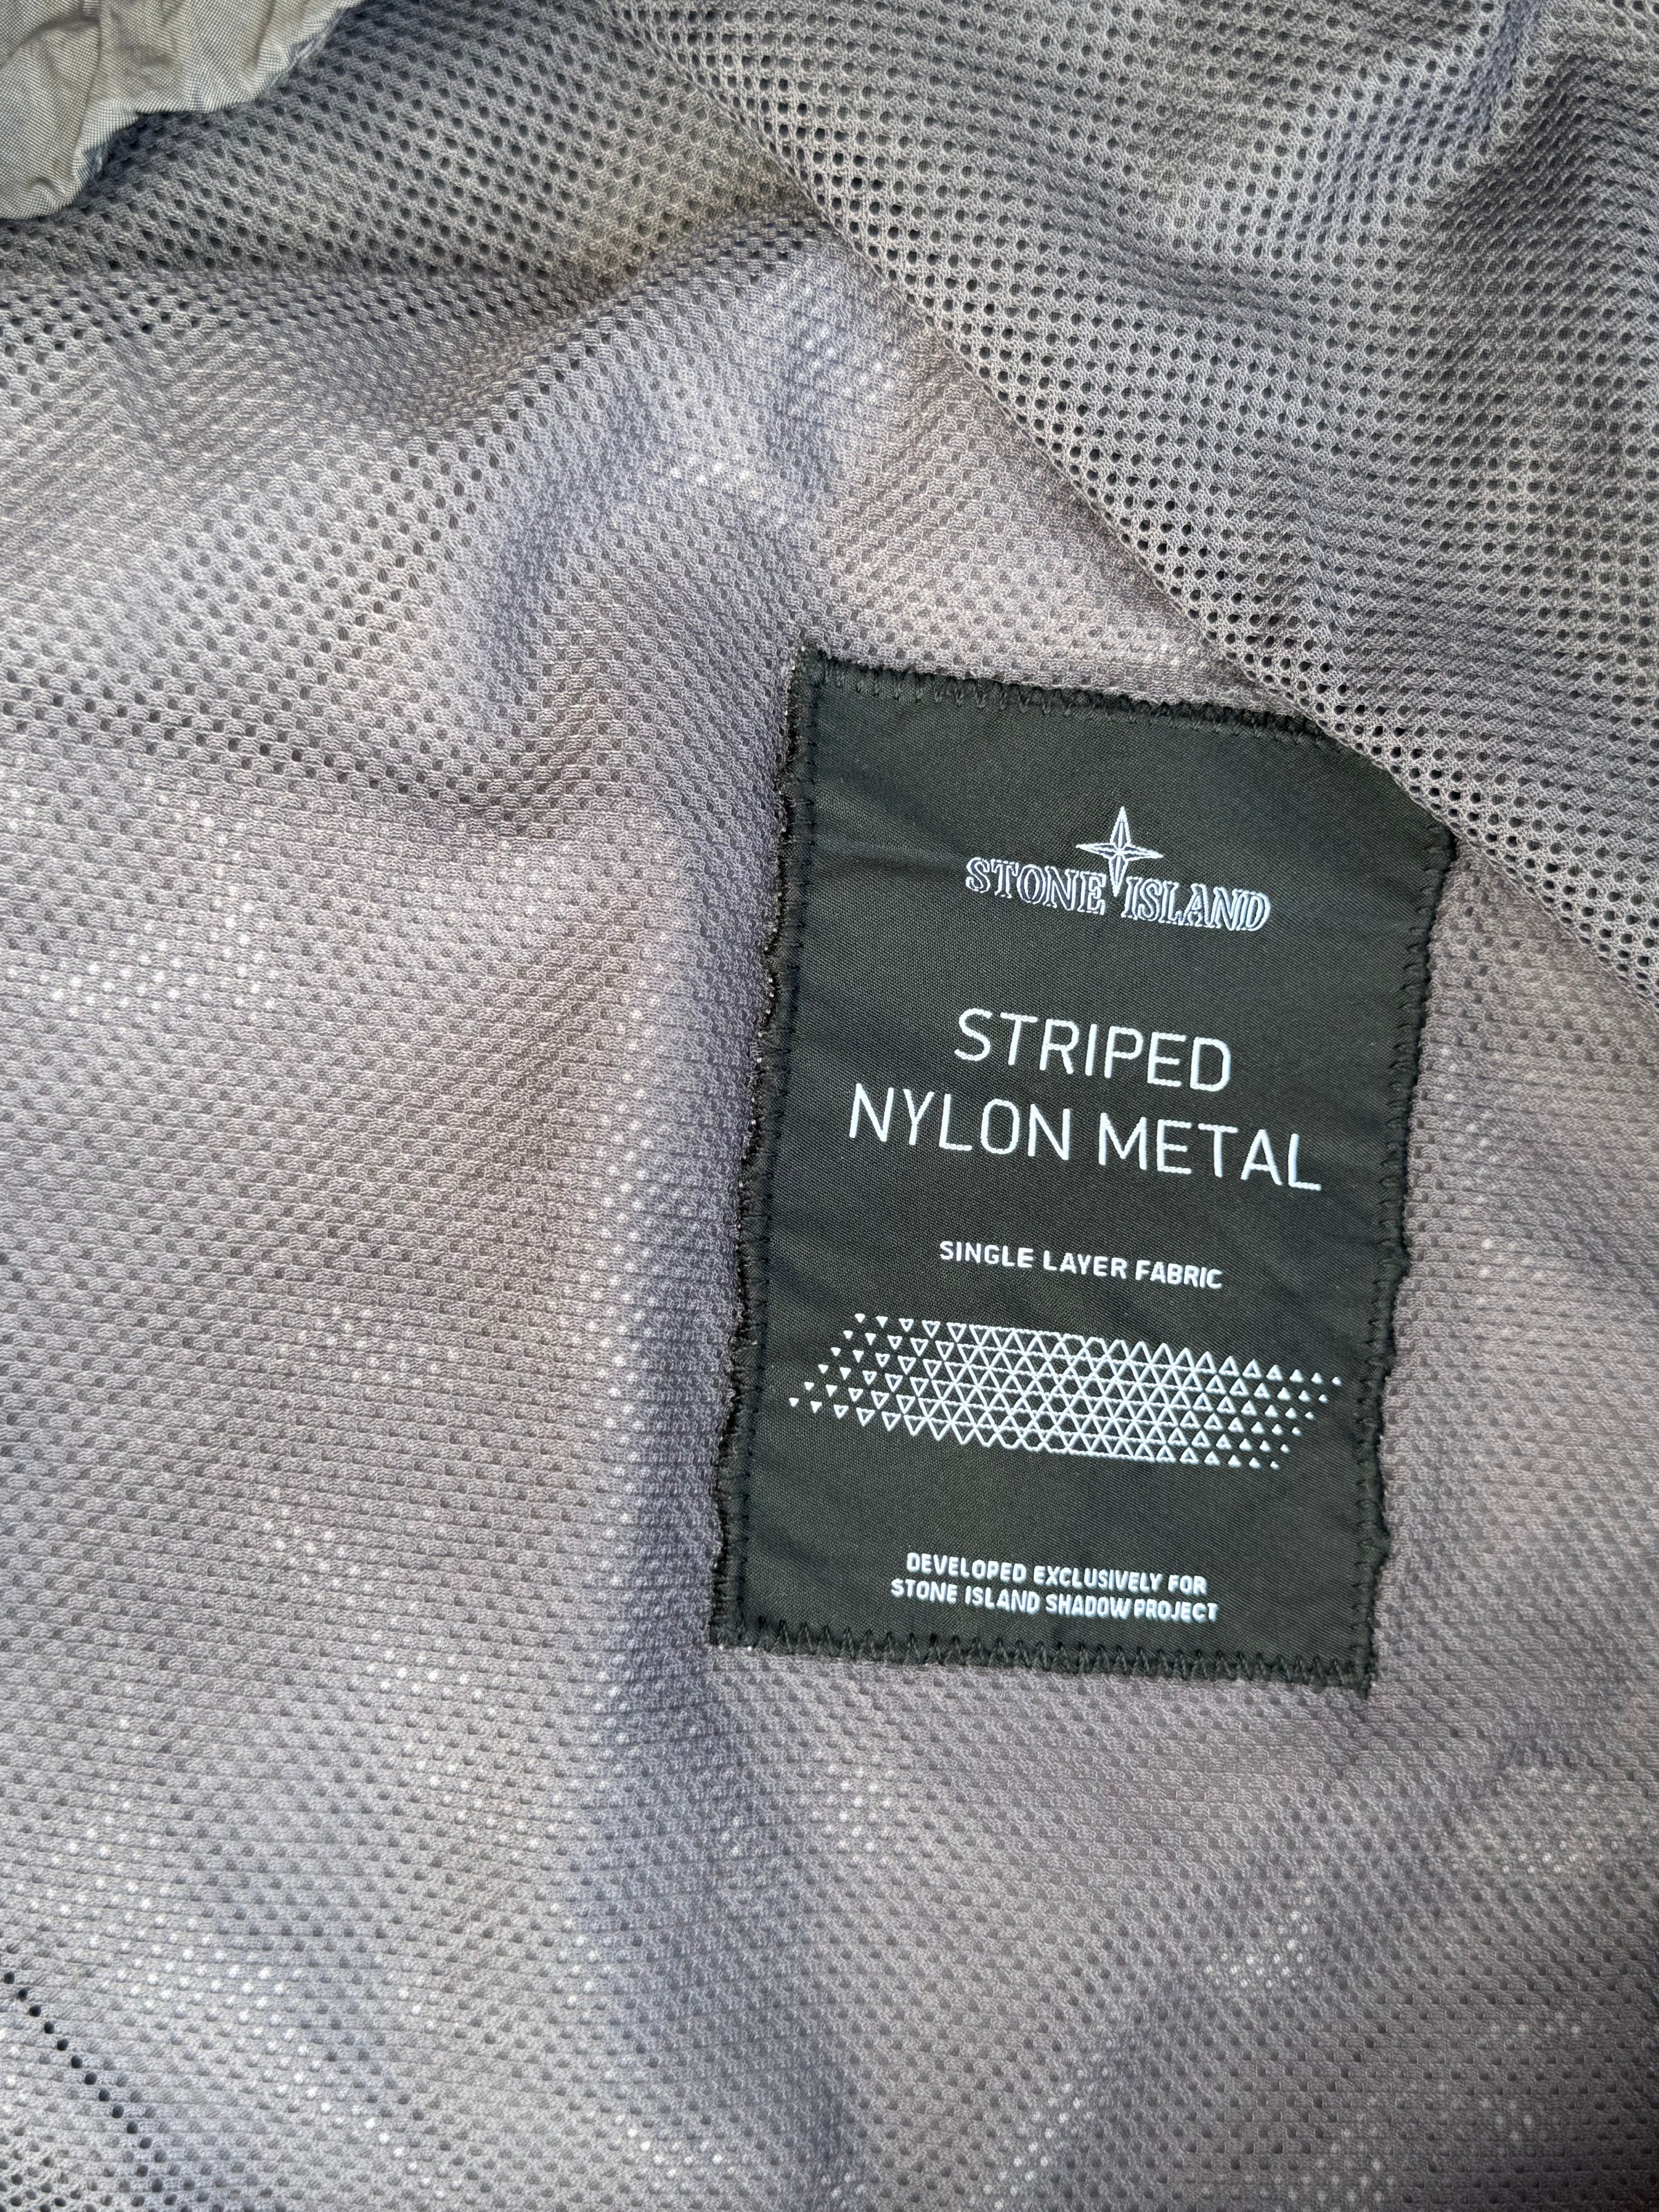 STONE ISLAND
STRIPED
NYLON METAL
SINGLE LAYER FABRIC
DEVELOPED EXCLUSIVELY FOR
STONE ISLAND SHADOW PROJECT